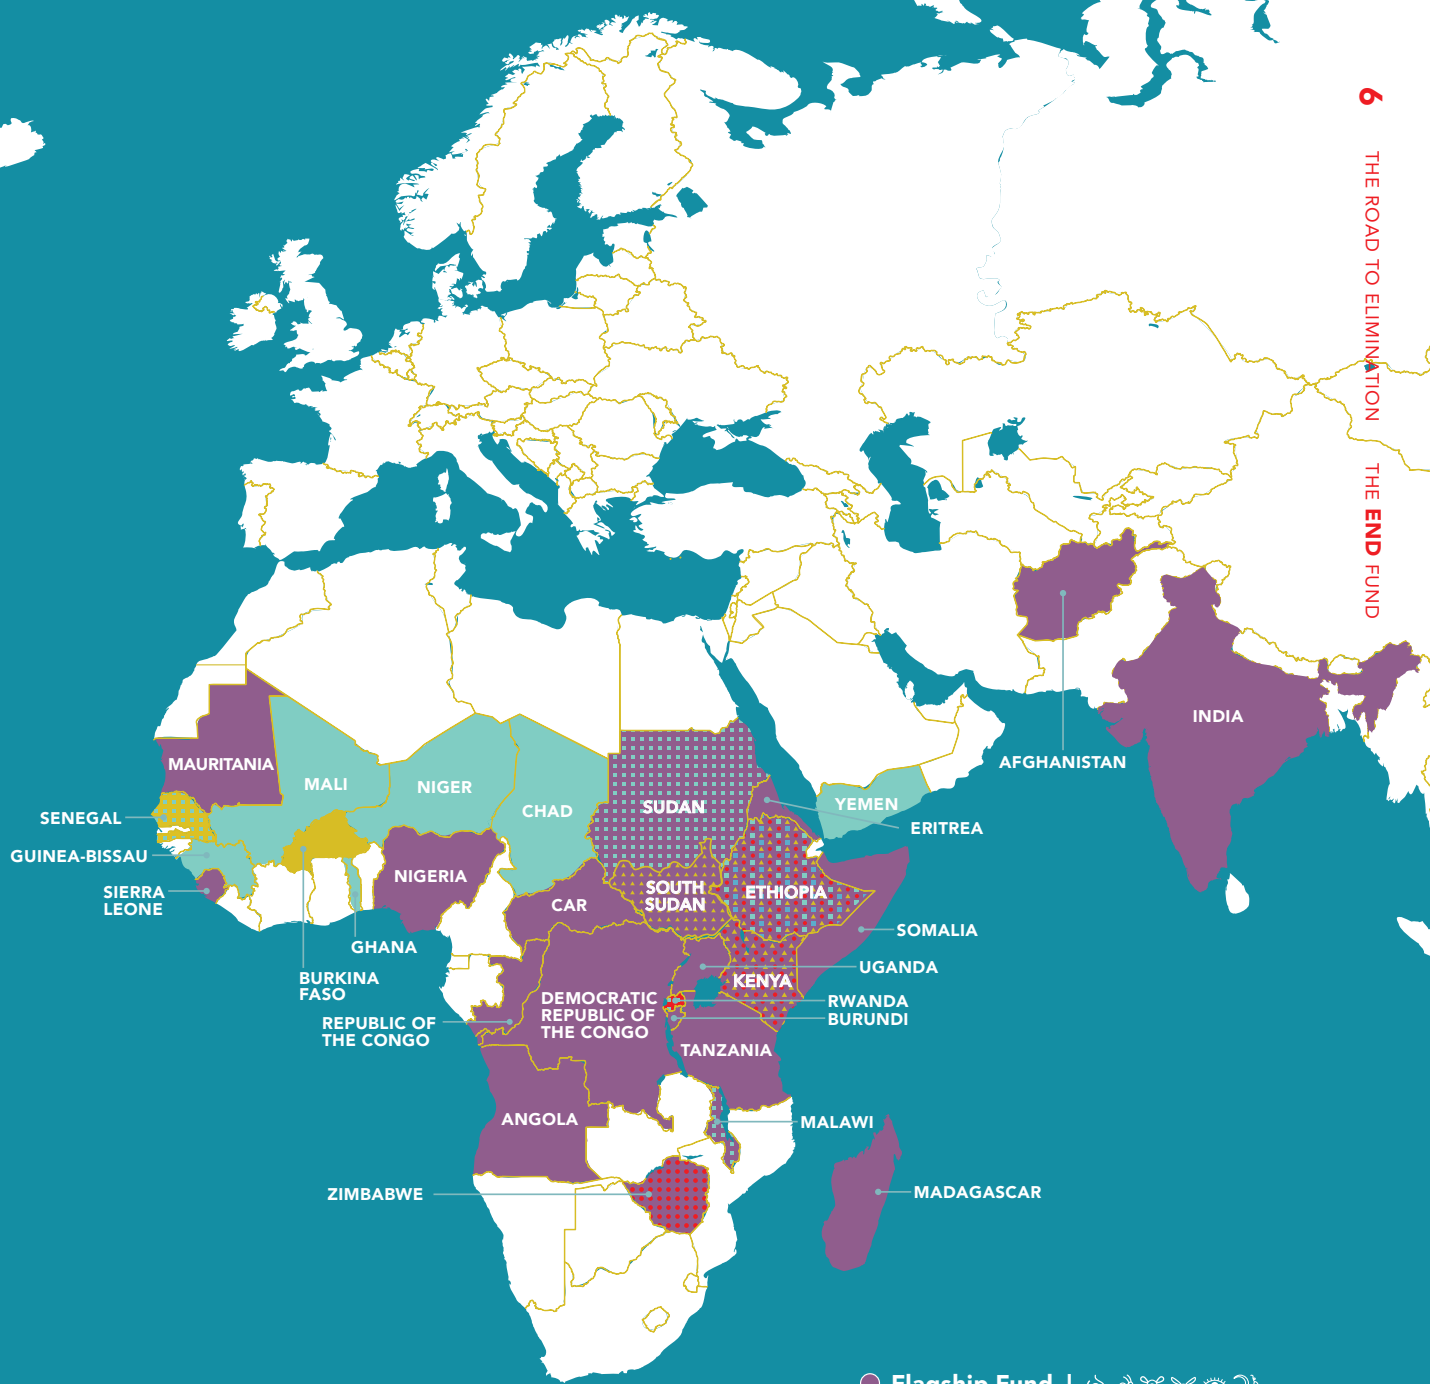 6
THE ROAD TO ELIMINATION
THE END FUND
MAURITANIA
MALI
NIGER
CHAD
SUDAN
YEMEN
INDIA
AFGHANISTAN
ERITREA
SENEGAL
GUINEA-BISSAU
SIERRA
LEONE
NIGERIA
CAR
SOUTH
SUDAN
ETHIOPIA
SOMALIA
GHANA
BURKINA
FASO
UGANDA
KENYA
RWANDA
BURUNDI
REPUBLIC OF
THE CONGO
DEMOCRATIC
REPUBLIC OF
THE CONGO
TANZANIA
ANGOLA
MALAWI
ZIMBABWE
MADAGASCAR
Flagship Fund |